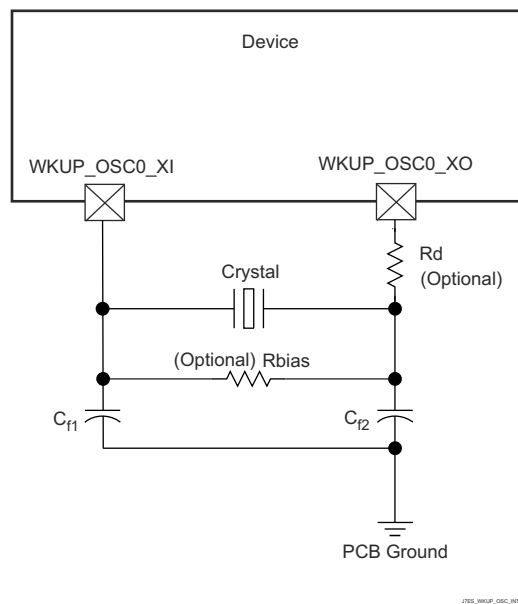 Device
WKUP_OSC0_XI
WKUP_OSC0_XO
Rd
(Optional)
Crystal
(Optional) Rbias
Cf1
Cf2
PCB Ground
J7ES_WKUP_OSC_INT